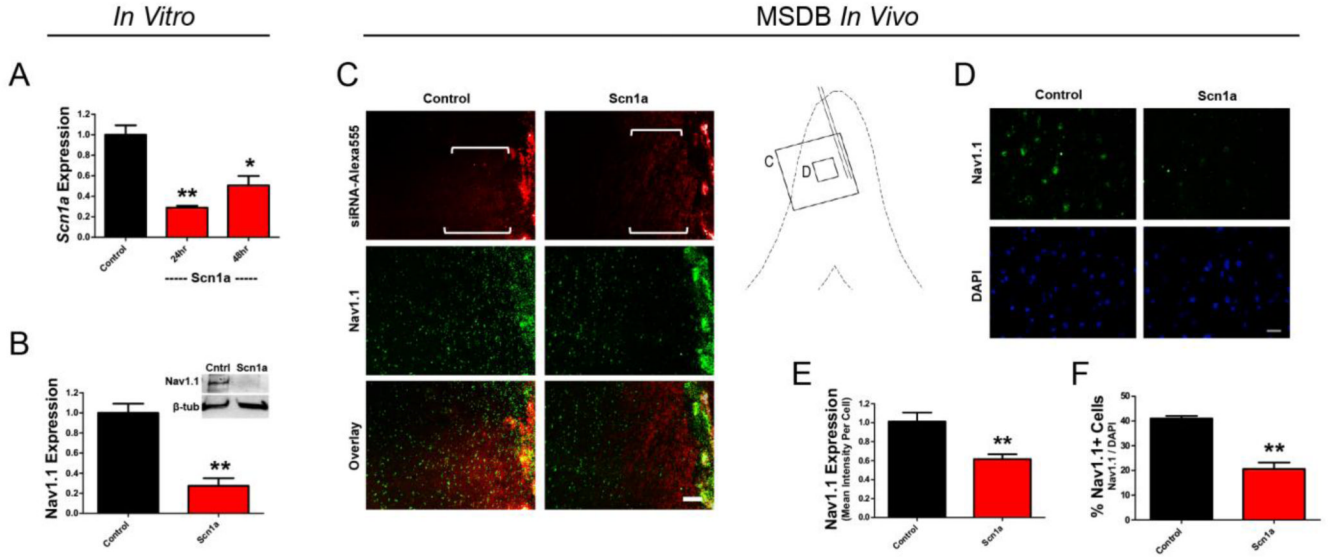 In Vitro
MSDB In Vivo
A
Scn1a Expression
1.2
1.0
0.8
0.6
0.4
0.2
0.0
**
*
Control
24hr
48hr
----- Scn1a -----
B
Nav1.1 Expression
1.2
1.0
0.8
0.6
0.4
0.2
0.0
Cntrl Scn1a
Nav1.1
β-tub
**
Control
Scn1a
C
Control
Scn1a
siRNA-Alexa555
Nav1.1
Overlay
C
D
D
Control
Scn1a
Nav1.1
DAPI
E
Nav1.1 Expression
(Mean Intensity Per Cell)
1.2
1.0
0.8
0.6
0.4
0.2
0.0
**
Control
Scn1a
F
% Nav1.1+ Cells
Nav1.1 / DAPI
50
40
30
20
10
0
**
Control
Scn1a